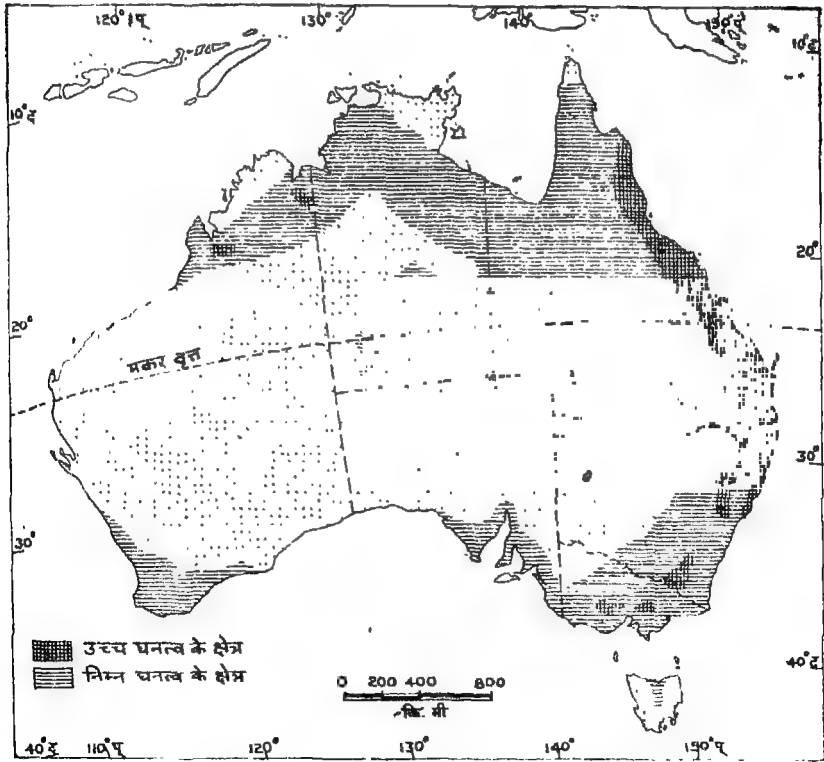 120° पू 130° 140° 150°
10° द
10° द
20°
20°
मकर वृत्त
30°
30°
उच्च घनत्व के क्षेत्र
निम्न घनत्व के क्षेत्र
40° द
0 200 400 800
कि. मी
40° द 110° पू 120° 130° 140° 150°